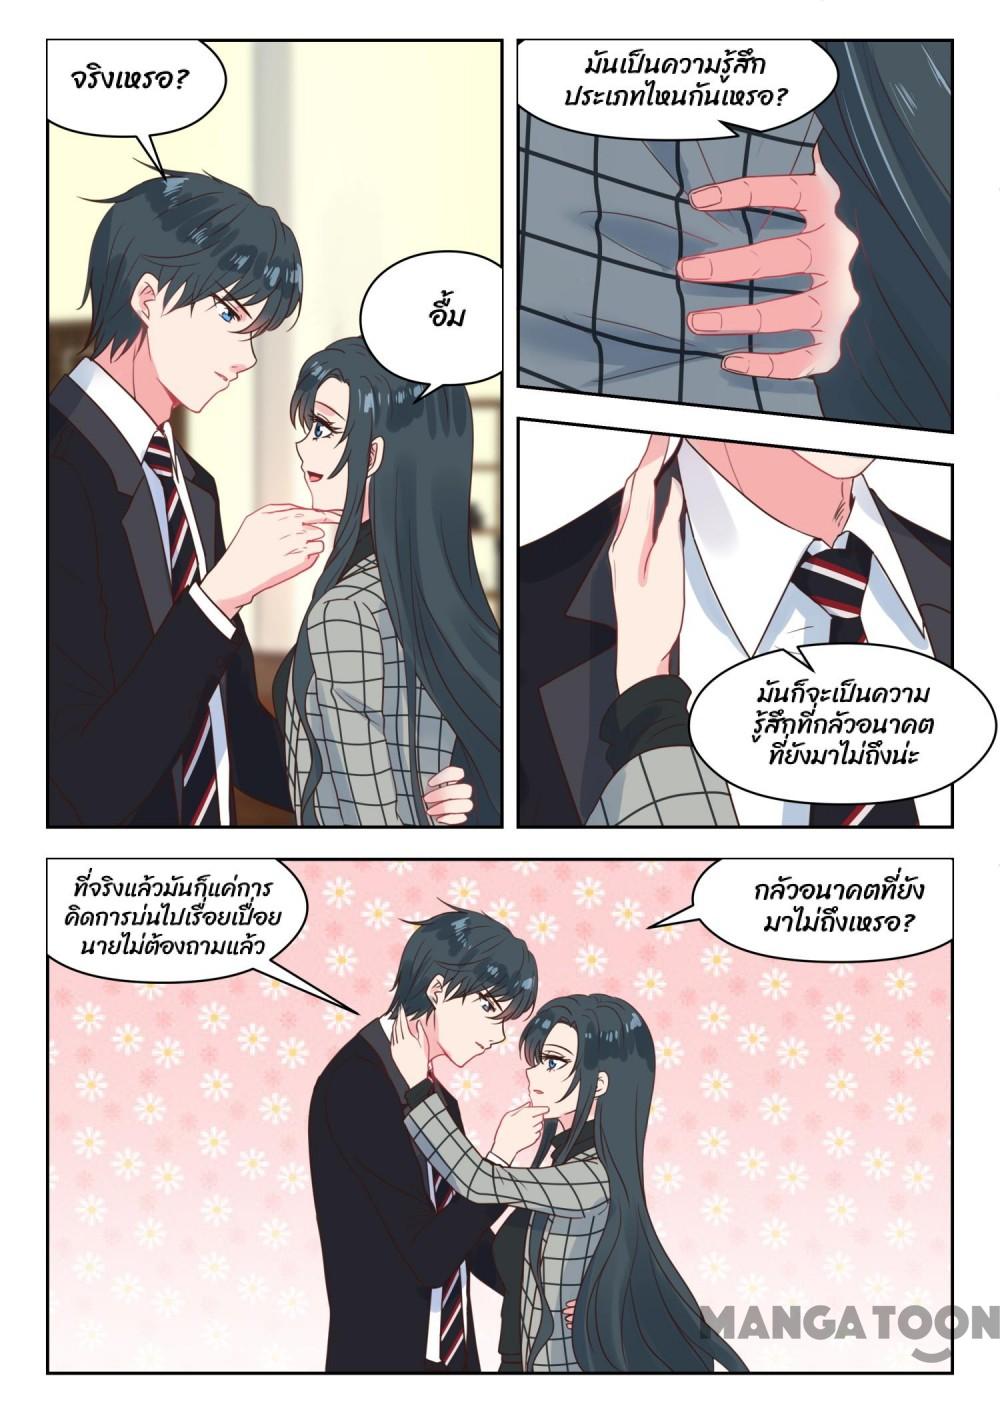 จริงเหรอ?
อื้ม
มันเป็นความรู้สึก
ประเภทไหนกันเหรอ?
มันก็จะเป็นความ
รู้สึกที่กลัวอนาคต
ที่ยังมาไม่ถึงน่ะ
ที่จริงแล้วมันก็แค่การ
คิดการบ่นไปเรื่อยเปื่อย
นายไม่ต้องถามแล้ว
กลัวอนาคตที่ยัง
มาไม่ถึงเหรอ?
MANGATOON